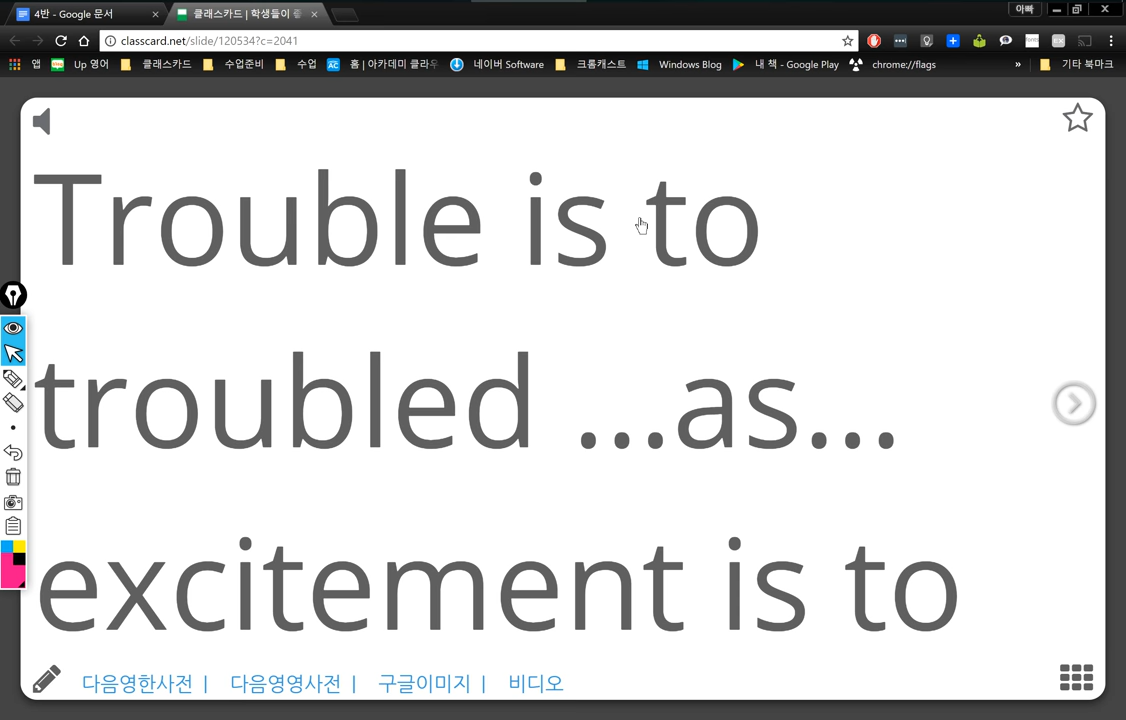 4반 - Google 문서
클래스카드 | 학생들이
아빠
classcard.net/slide/120534?c=2041
앱
Up 영어
클래스카드
수업준비
수업
홈 | 아카데미 클라우
네이버 Software
크롬캐스트
Windows Blog
내 책 - Google Play
chrome://flags
»
기타 북마크
Trouble is to
troubled ...as...
excitement is to
다음영한사전 | 다음영영사전 | 구글이미지 | 비디오